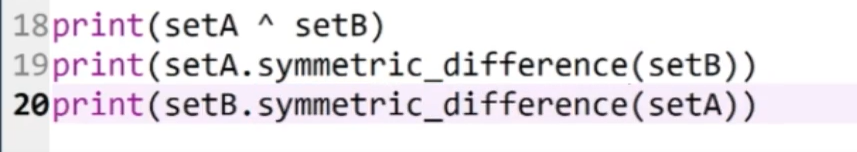 18print(setA ^ setB)
19print(setA.symmetric_difference(setB))
20print(setB.symmetric_difference(setA))